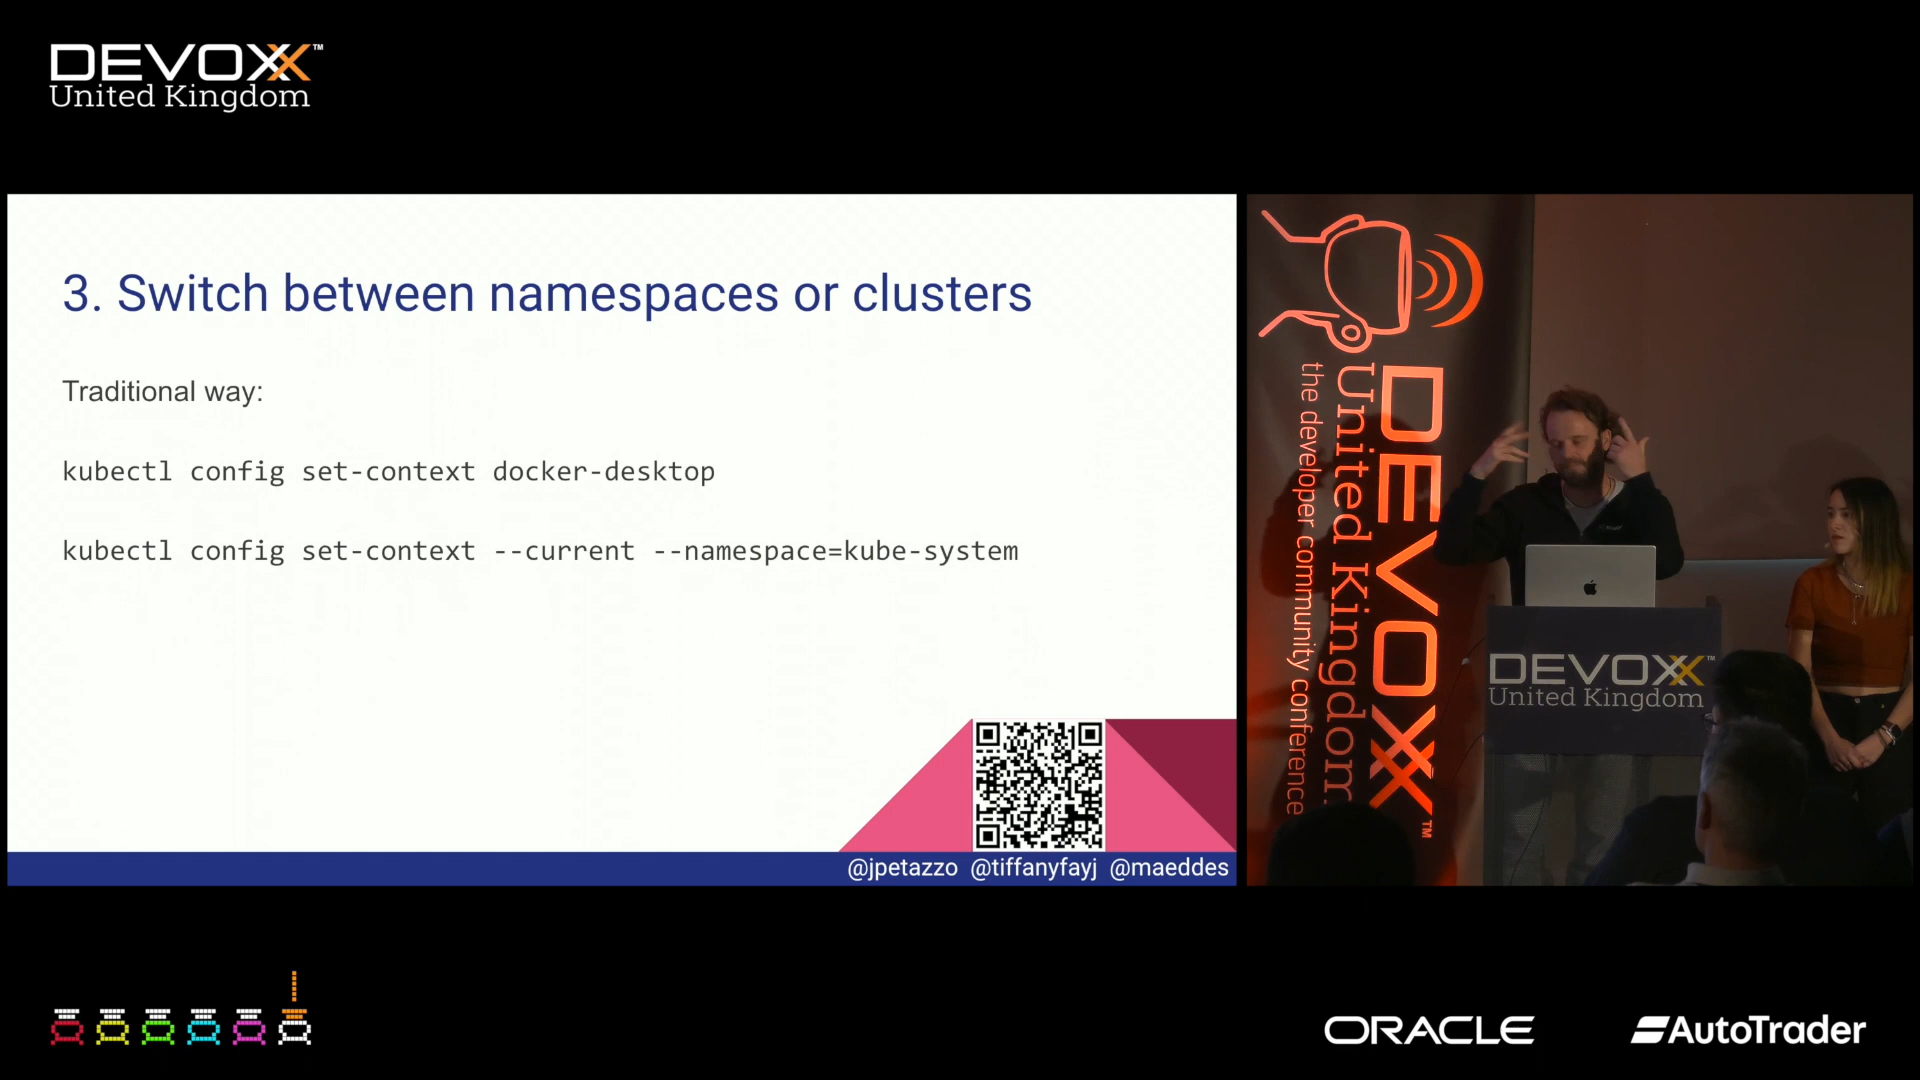 DEVOXX™
United Kingdom
3. Switch between namespaces or clusters
Traditional way:
kubectl config set-context docker-desktop
kubectl config set-context --current --namespace=kube-system
@jpetazzo @tiffanyfayj @maeddes
DEVOXX™
United Kingdom
the developer community conference
DEVOXX™
United Kingdom
ORACLE
AutoTrader